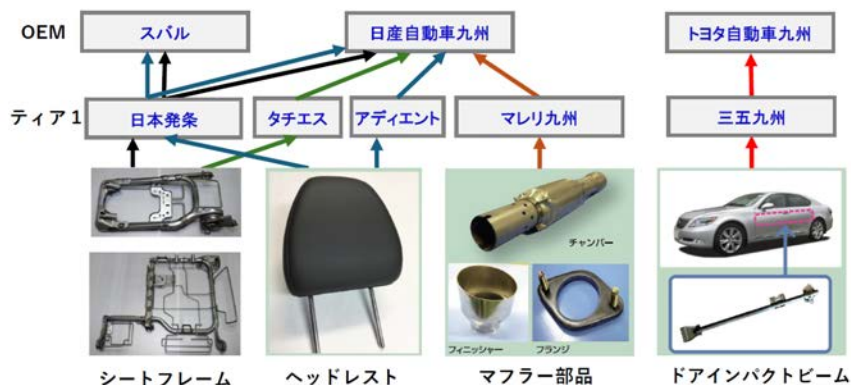 OEM
スバル
日産自動車九州
トヨタ自動車九州
ティア1
日本発条
タチエス
アディエント
マレリ九州
三五九州
チャンバー
フィニッシャー
フランジ
シートフレーム
ヘッドレスト
マフラー部品
ドアインパクトビーム